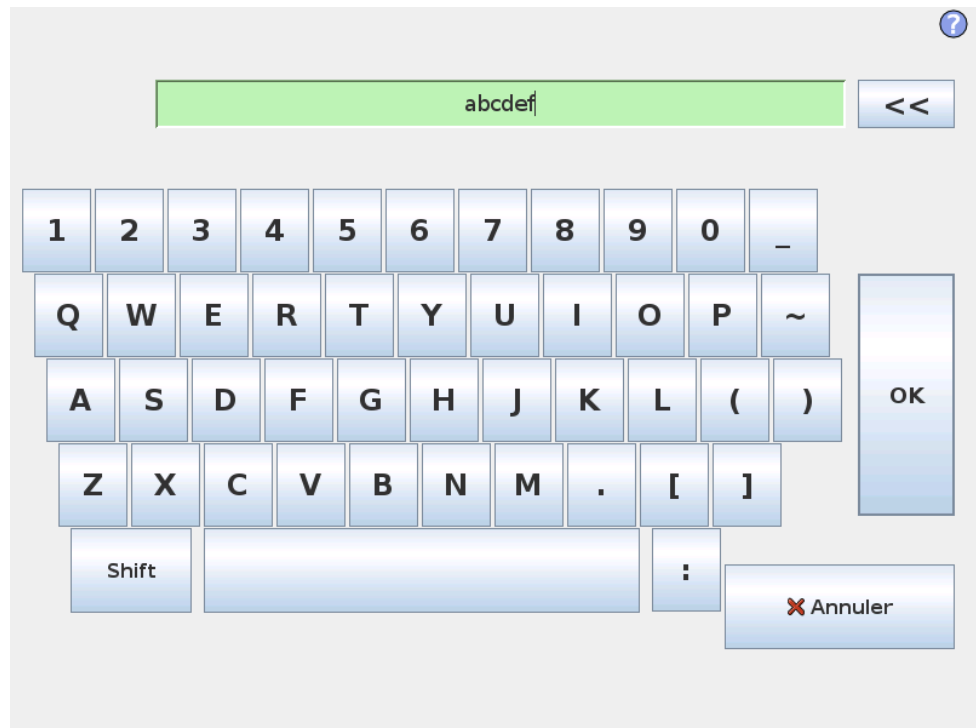 ?
abcdef
<<
1 2 3 4 5 6 7 8 9 0 _
Q W E R T Y U I O P ~
A S D F G H J K L ( )
OK
Z X C V B N M . [ ]
Shift :
Annuler